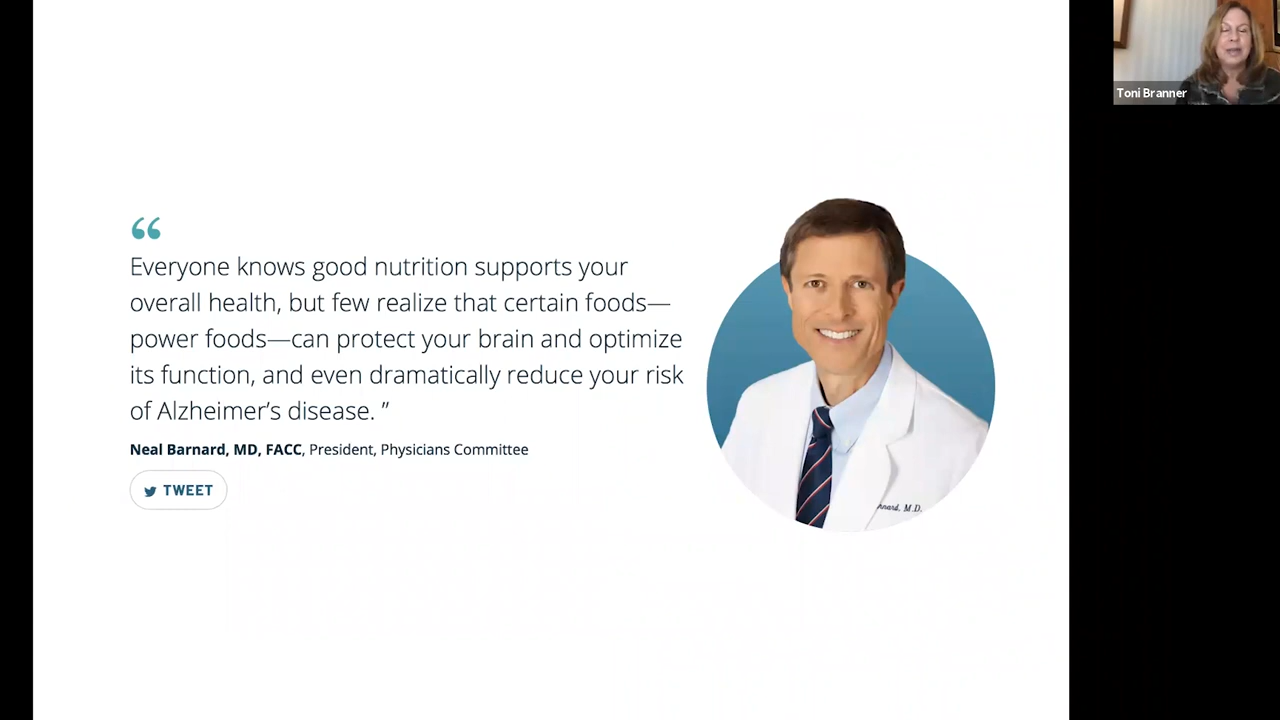 Toni Branner
“
Everyone knows good nutrition supports your
overall health, but few realize that certain foods—
power foods—can protect your brain and optimize
its function, and even dramatically reduce your risk
of Alzheimer’s disease. ”
Neal Barnard, MD, FACC, President, Physicians Committee
TWEET
M.D.